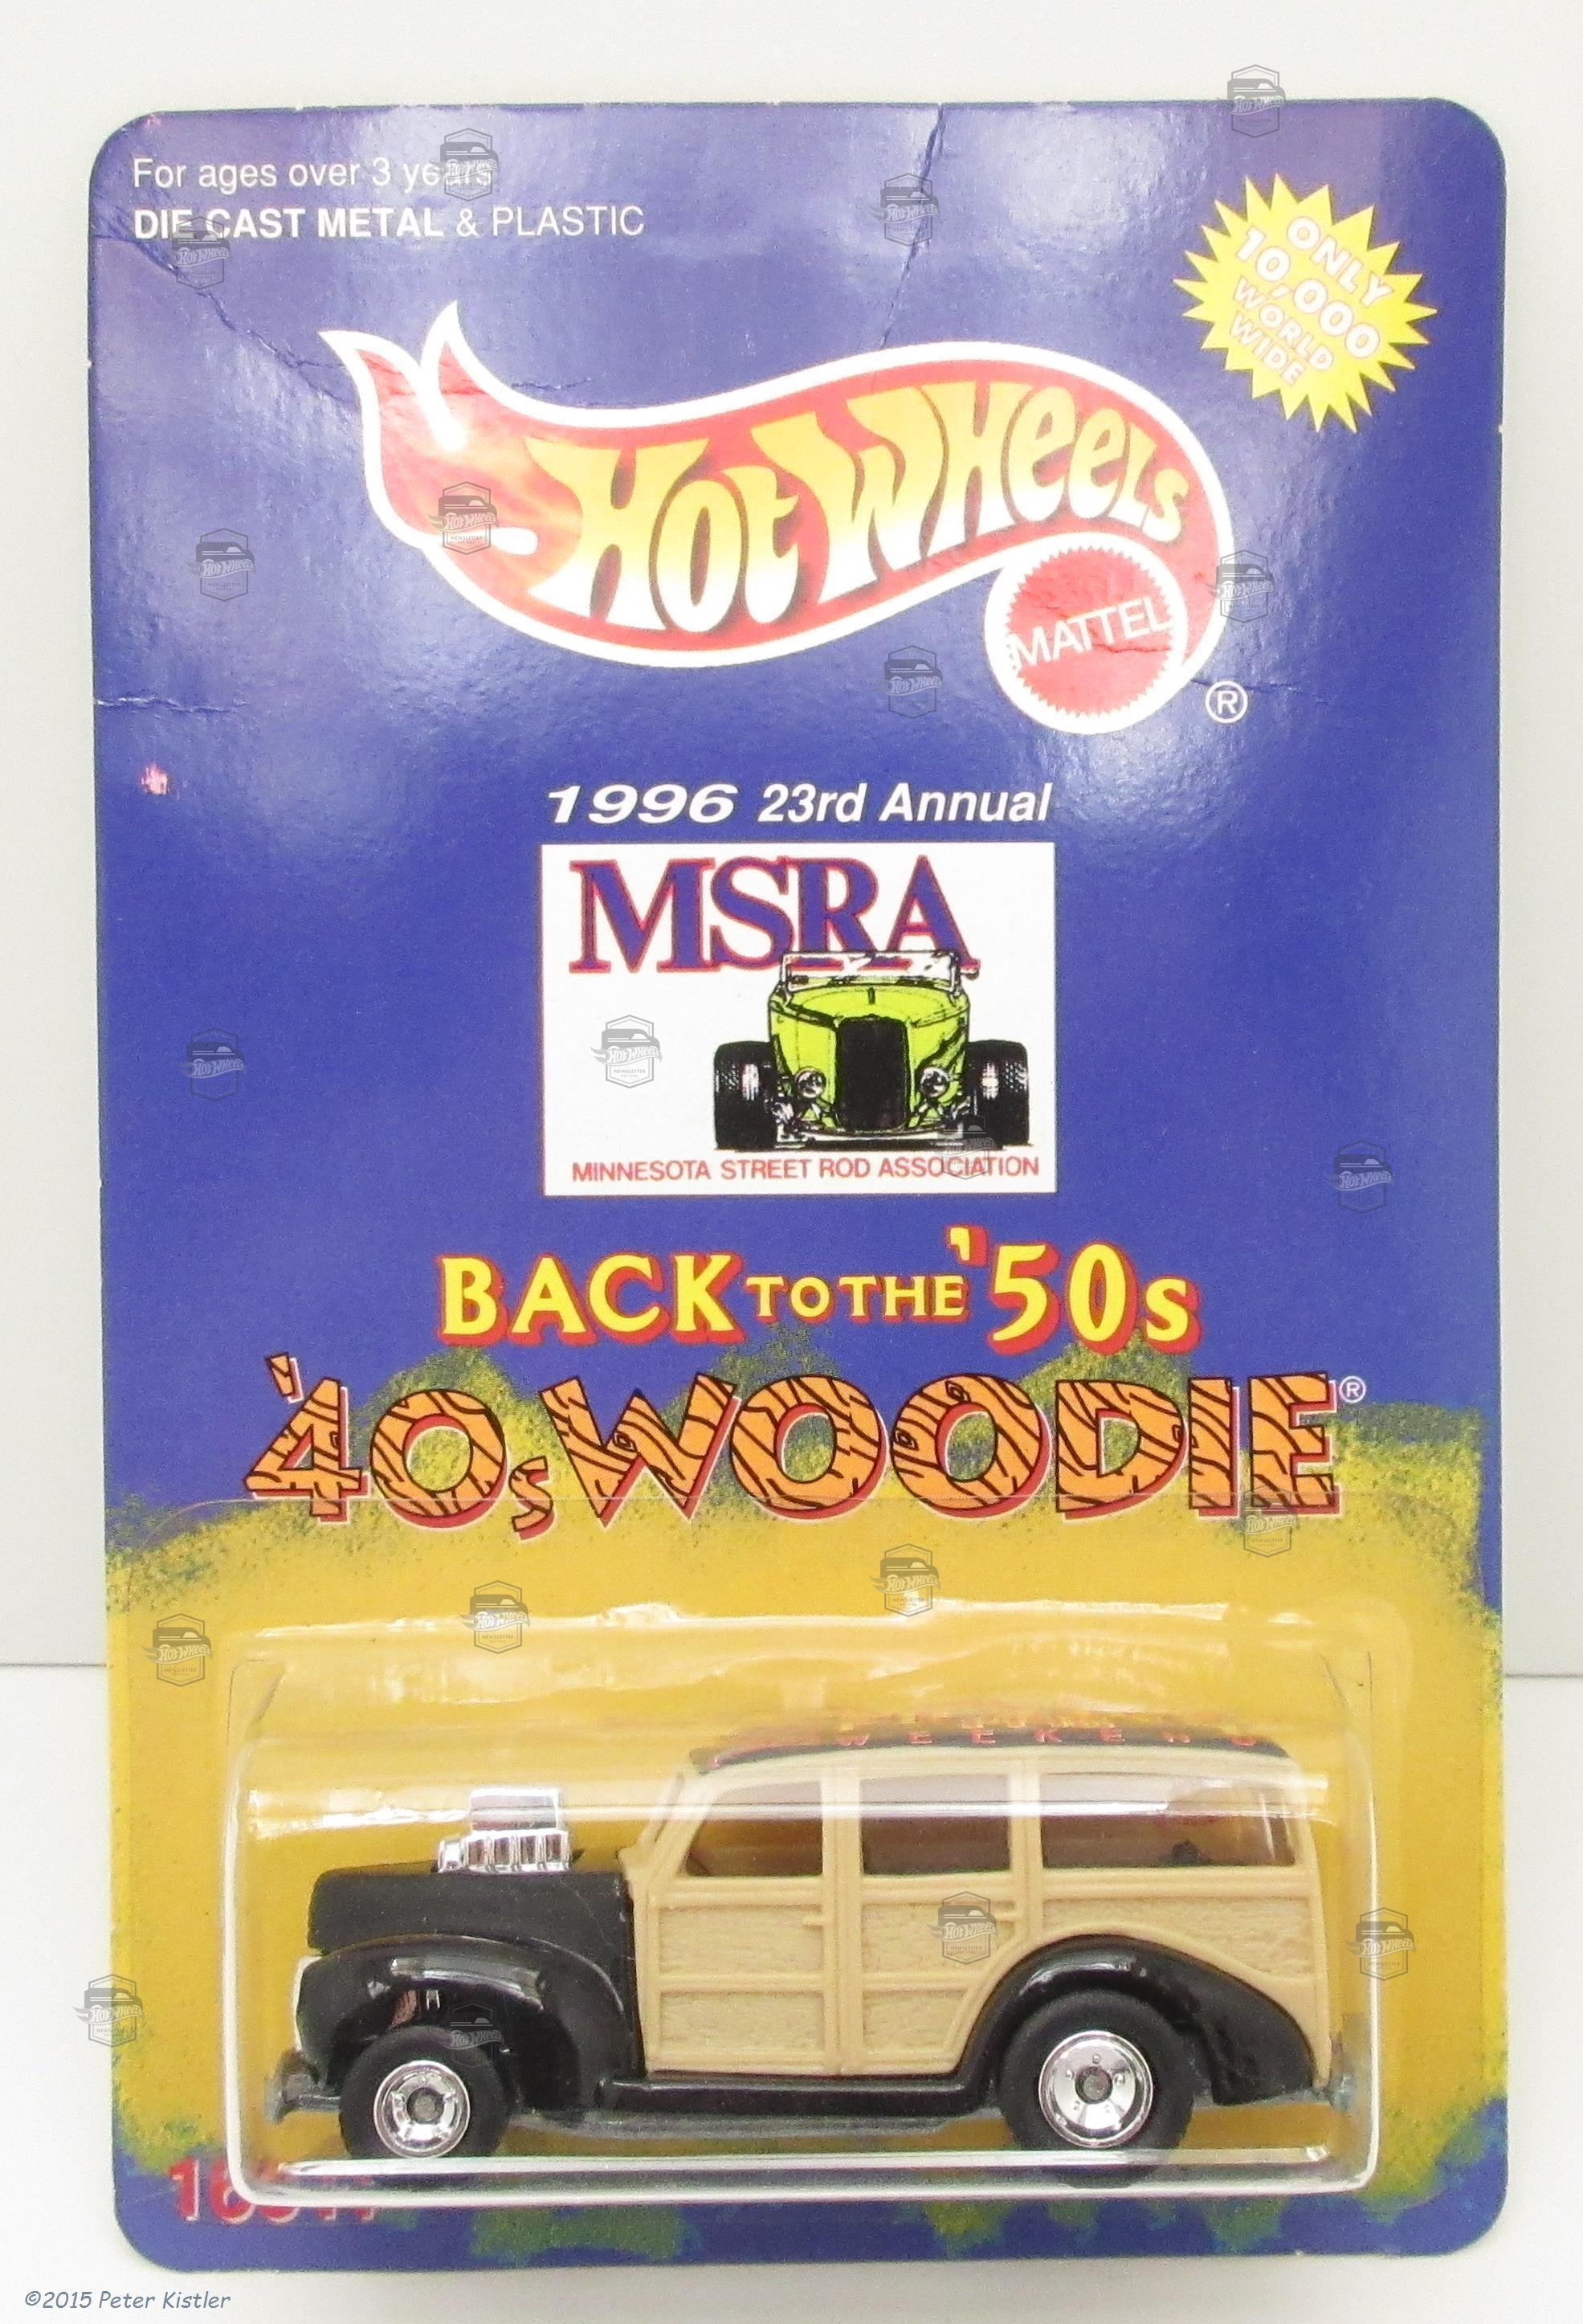 For ages over 3 years
DIE CAST METAL & PLASTIC
ONLY
10,000
WORLD
WIDE
HOT WHEELS
MATTEL
®
1996 23rd Annual
MSRA
MINNESOTA STREET ROD ASSOCIATION
BACK TO THE '50s
'40s WOODIE®
WEEKEND
©2015 Peter Kistler